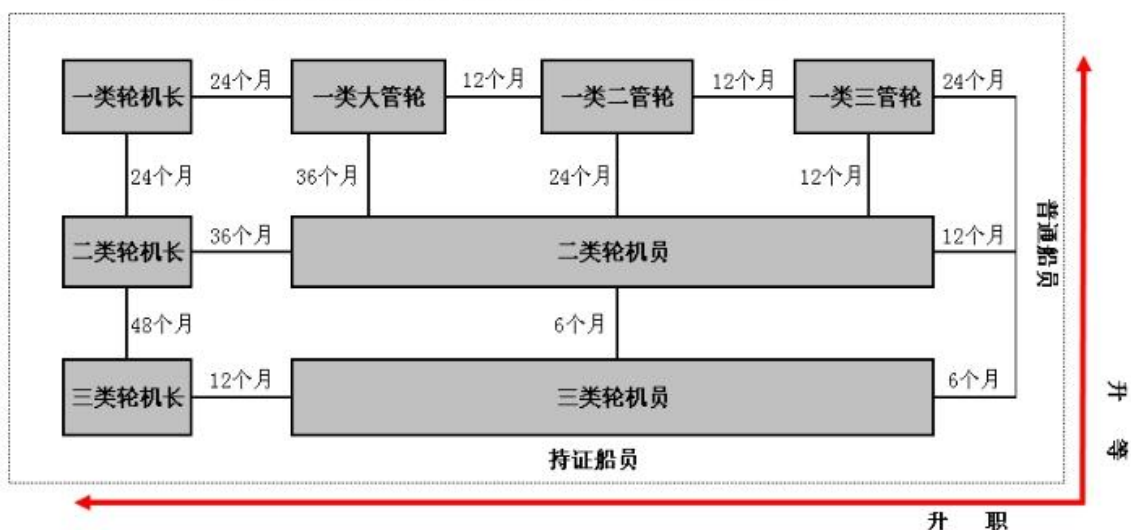 一类轮机长
24个月
一类大管轮
12个月
一类二管轮
12个月
一类三管轮
24个月
24个月
36个月
24个月
12个月
普通船员
二类轮机长
36个月
二类轮机员
12个月
48个月
6个月
三类轮机长
12个月
三类轮机员
6个月
升等
持证船员
升 职